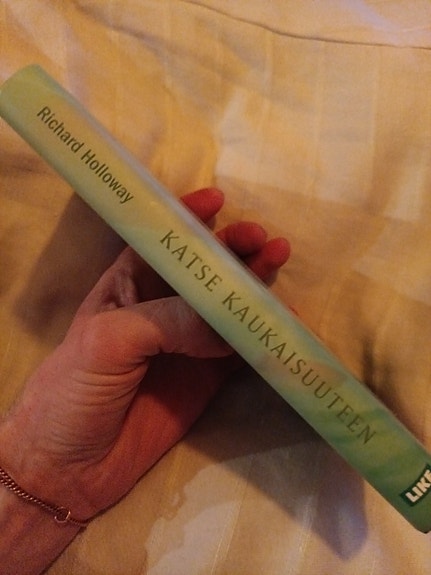 Richard Holloway
KATSE KAUKAISUUTEEN
LIKE